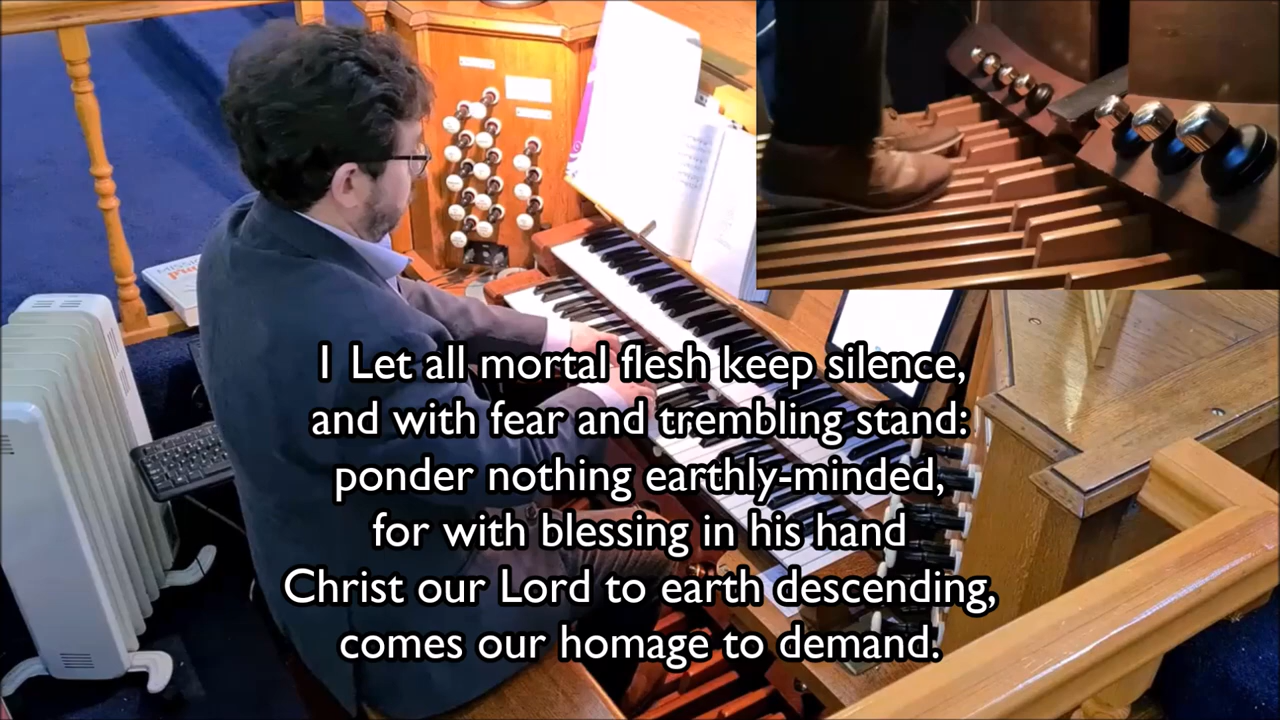 1 Let all mortal flesh keep silence,
and with fear and trembling stand:
ponder nothing earthly-minded,
for with blessing in his hand
Christ our Lord to earth descending,
comes our homage to demand.